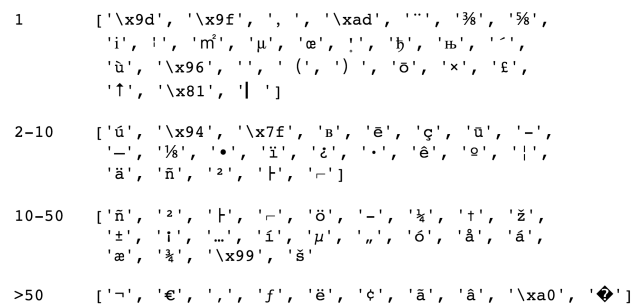 1 ['\x9d', '\x9f', '‚', '\xad', '¨', '⅜', '⅝',
'i', '╎', '㎡', 'µ', 'œ', '!', 'ђ', 'њ', '´',
'ù', '\x96', '', '（', '）', 'ō', '×', '£',
'↑', '\x81', '▏']
2-10 ['ú', '\x94', '\x7f', 'в', 'ē', 'ç', 'ū', '–',
'—', '⅛', '•', 'ï', '¿', '·', 'ê', 'º', '¦',
'ä', 'ñ', '²', '├', '⌐']
10-50 ['ñ', '²', '├', '⌐', 'ö', '–', '¼', '†', 'ž',
'±', '¡', '…', 'í', 'μ', '„', 'ó', 'å', 'á',
'æ', '¾', '\x99', 'š'
>50 ['¬', '€', '‚', 'ƒ', 'ë', '¢', 'ã', 'â', '\xa0', '�']